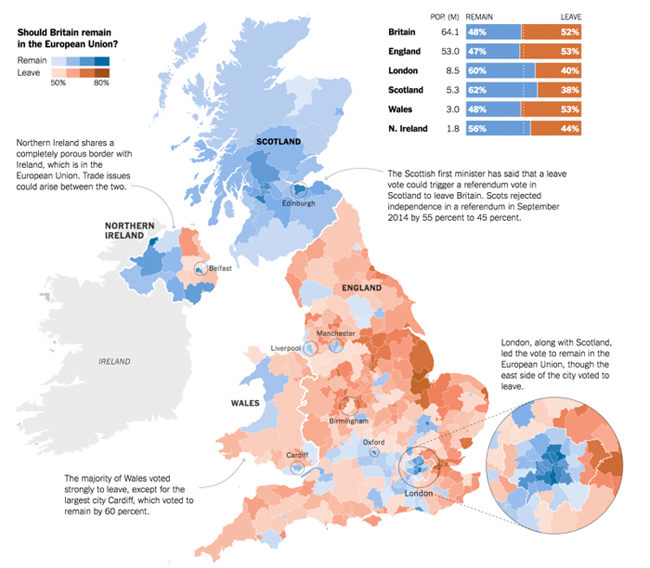 Should Britain remain
in the European Union?
Remain
Leave
50%
80%
POP. (M) REMAIN LEAVE
Britain 64.1 48% 52%
England 53.0 47% 53%
London 8.5 60% 40%
Scotland 5.3 62% 38%
Wales 3.0 48% 53%
N. Ireland 1.8 56% 44%
Northern Ireland shares a
completely porous border with
Ireland, which is in the
European Union. Trade issues
could arise between the two.
SCOTLAND
The Scottish first minister has said that a leave
vote could trigger a referendum vote in
Scotland to leave Britain. Scots rejected
independence in a referendum in September
2014 by 55 percent to 45 percent.
Edinburgh
NORTHERN
IRELAND
Belfast
ENGLAND
Manchester
Liverpool
IRELAND
London, along with Scotland,
led the vote to remain in the
European Union, though the
east side of the city voted to
leave.
WALES
Birmingham
Oxford
Cardiff
London
The majority of Wales voted
strongly to leave, except for the
largest city Cardiff, which voted to
remain by 60 percent.